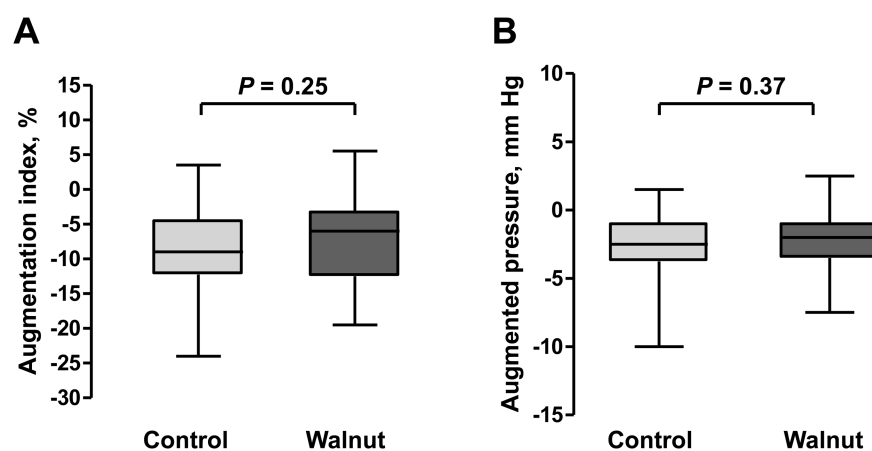 A
B
P = 0.25
P = 0.37
Augmentation index, %
15
10
5
0
-5
-10
-15
-20
-25
-30
Control
Walnut
Augmented pressure, mm Hg
10
5
0
-5
-10
-15
Control
Walnut